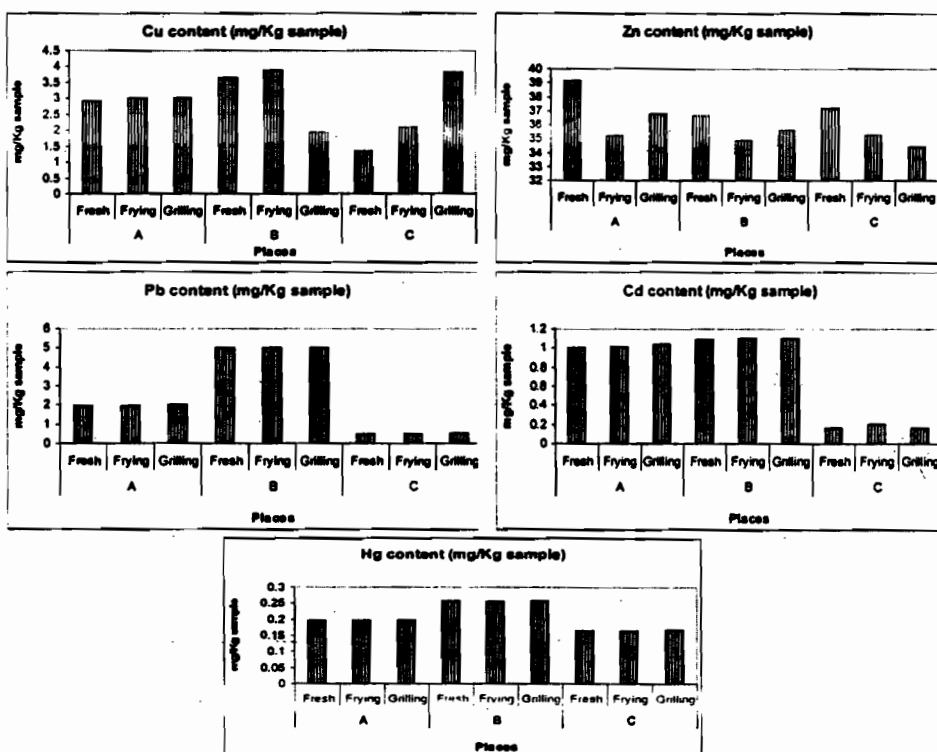 Cu content (mg/Kg sample)
mg/Kg sample
4.5
4
3.5
3
2.5
2
1.5
1
0.5
0
Fresh Frying Grilling Fresh Frying Grilling Fresh Frying Grilling
A B C
Places
Zn content (mg/Kg sample)
mg/Kg sample
40
39
38
37
36
35
34
33
32
Fresh Frying Grilling Fresh Frying Grilling Fresh Frying Grilling
A B C
Places
Pb content (mg/Kg sample)
mg/Kg sample
6
5
4
3
2
1
0
Fresh Frying Grilling Fresh Frying Grilling Fresh Frying Grilling
A B C
Places
Cd content (mg/Kg sample)
mg/Kg sample
1.2
1
0.8
0.6
0.4
0.2
0
Fresh Frying Grilling Fresh Frying Grilling Fresh Frying Grilling
A B C
Places
Hg content (mg/Kg sample)
mg/Kg sample
0.3
0.25
0.2
0.15
0.1
0.05
0
Fresh Frying Grilling Fresh Frying Grilling Fresh Frying Grilling
A B C
Places